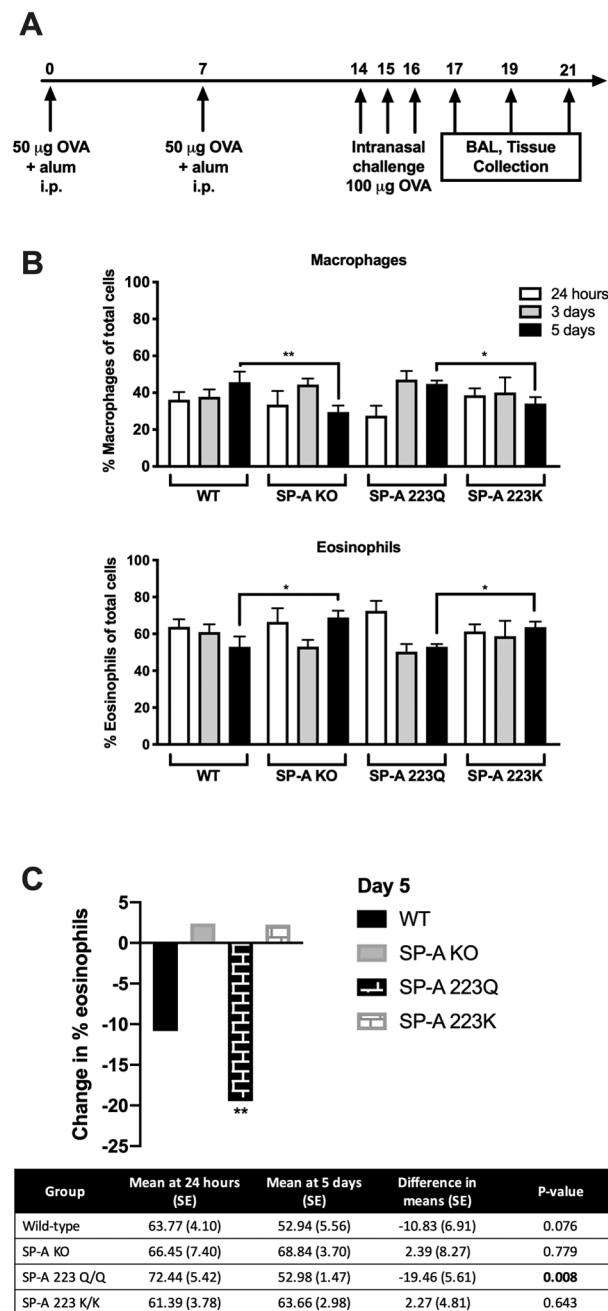 A
0 7 14 15 16 17 19 21
50 μg OVA
+ alum
i.p.
50 μg OVA
+ alum
i.p.
Intranasal
challenge
100 μg OVA
BAL, Tissue
Collection
B
Macrophages
% Macrophages of total cells
100
80
60
40
20
0
24 hours
3 days
5 days
** *
WT SP-A KO SP-A 223Q SP-A 223K
Eosinophils
% Eosinophils of total cells
100
80
60
40
20
0
* *
WT SP-A KO SP-A 223Q SP-A 223K
C
Change in % eosinophils
5
0
-5
-10
-15
-20
-25
**
Day 5
WT
SP-A KO
SP-A 223Q
SP-A 223K
Group Mean at 24 hours (SE) Mean at 5 days (SE) Difference in means (SE) P-value
Wild-type 63.77 (4.10) 52.94 (5.56) -10.83 (6.91) 0.076
SP-A KO 66.45 (7.40) 68.84 (3.70) 2.39 (8.27) 0.779
SP-A 223 Q/Q 72.44 (5.42) 52.98 (1.47) -19.46 (5.61) 0.008
SP-A 223 K/K 61.39 (3.78) 63.66 (2.98) 2.27 (4.81) 0.643